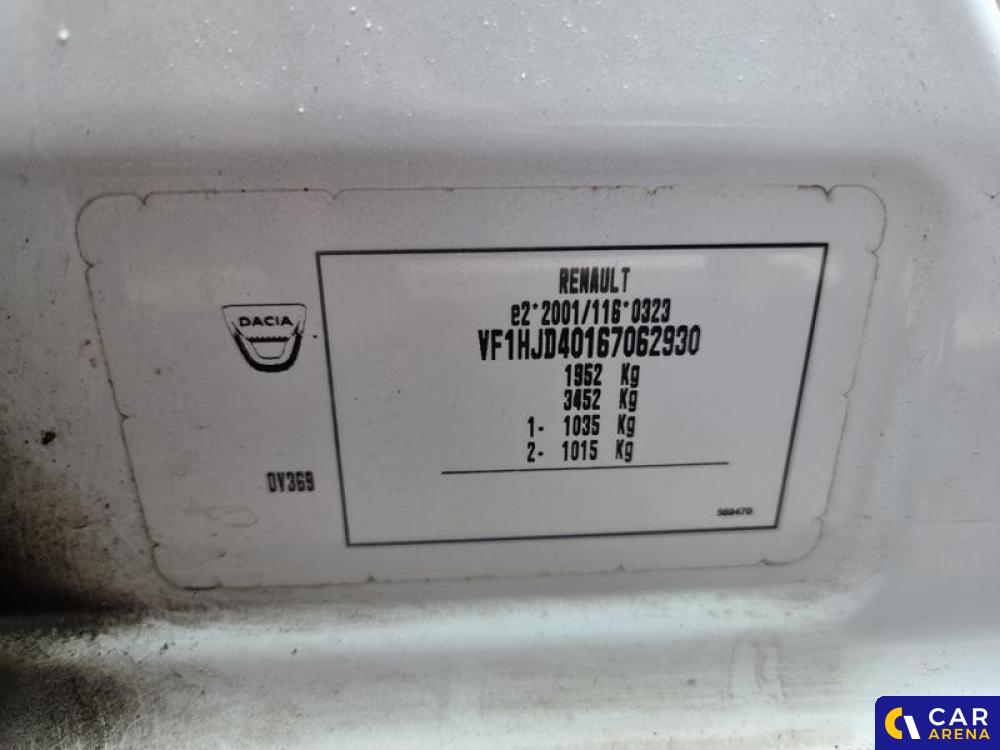 DACIA
RENAULT
e2*2001/116*0323
VF1HJD40167062930
1952 Kg
3452 Kg
1- 1035 Kg
2- 1015 Kg
0V369
CAR
ARENA